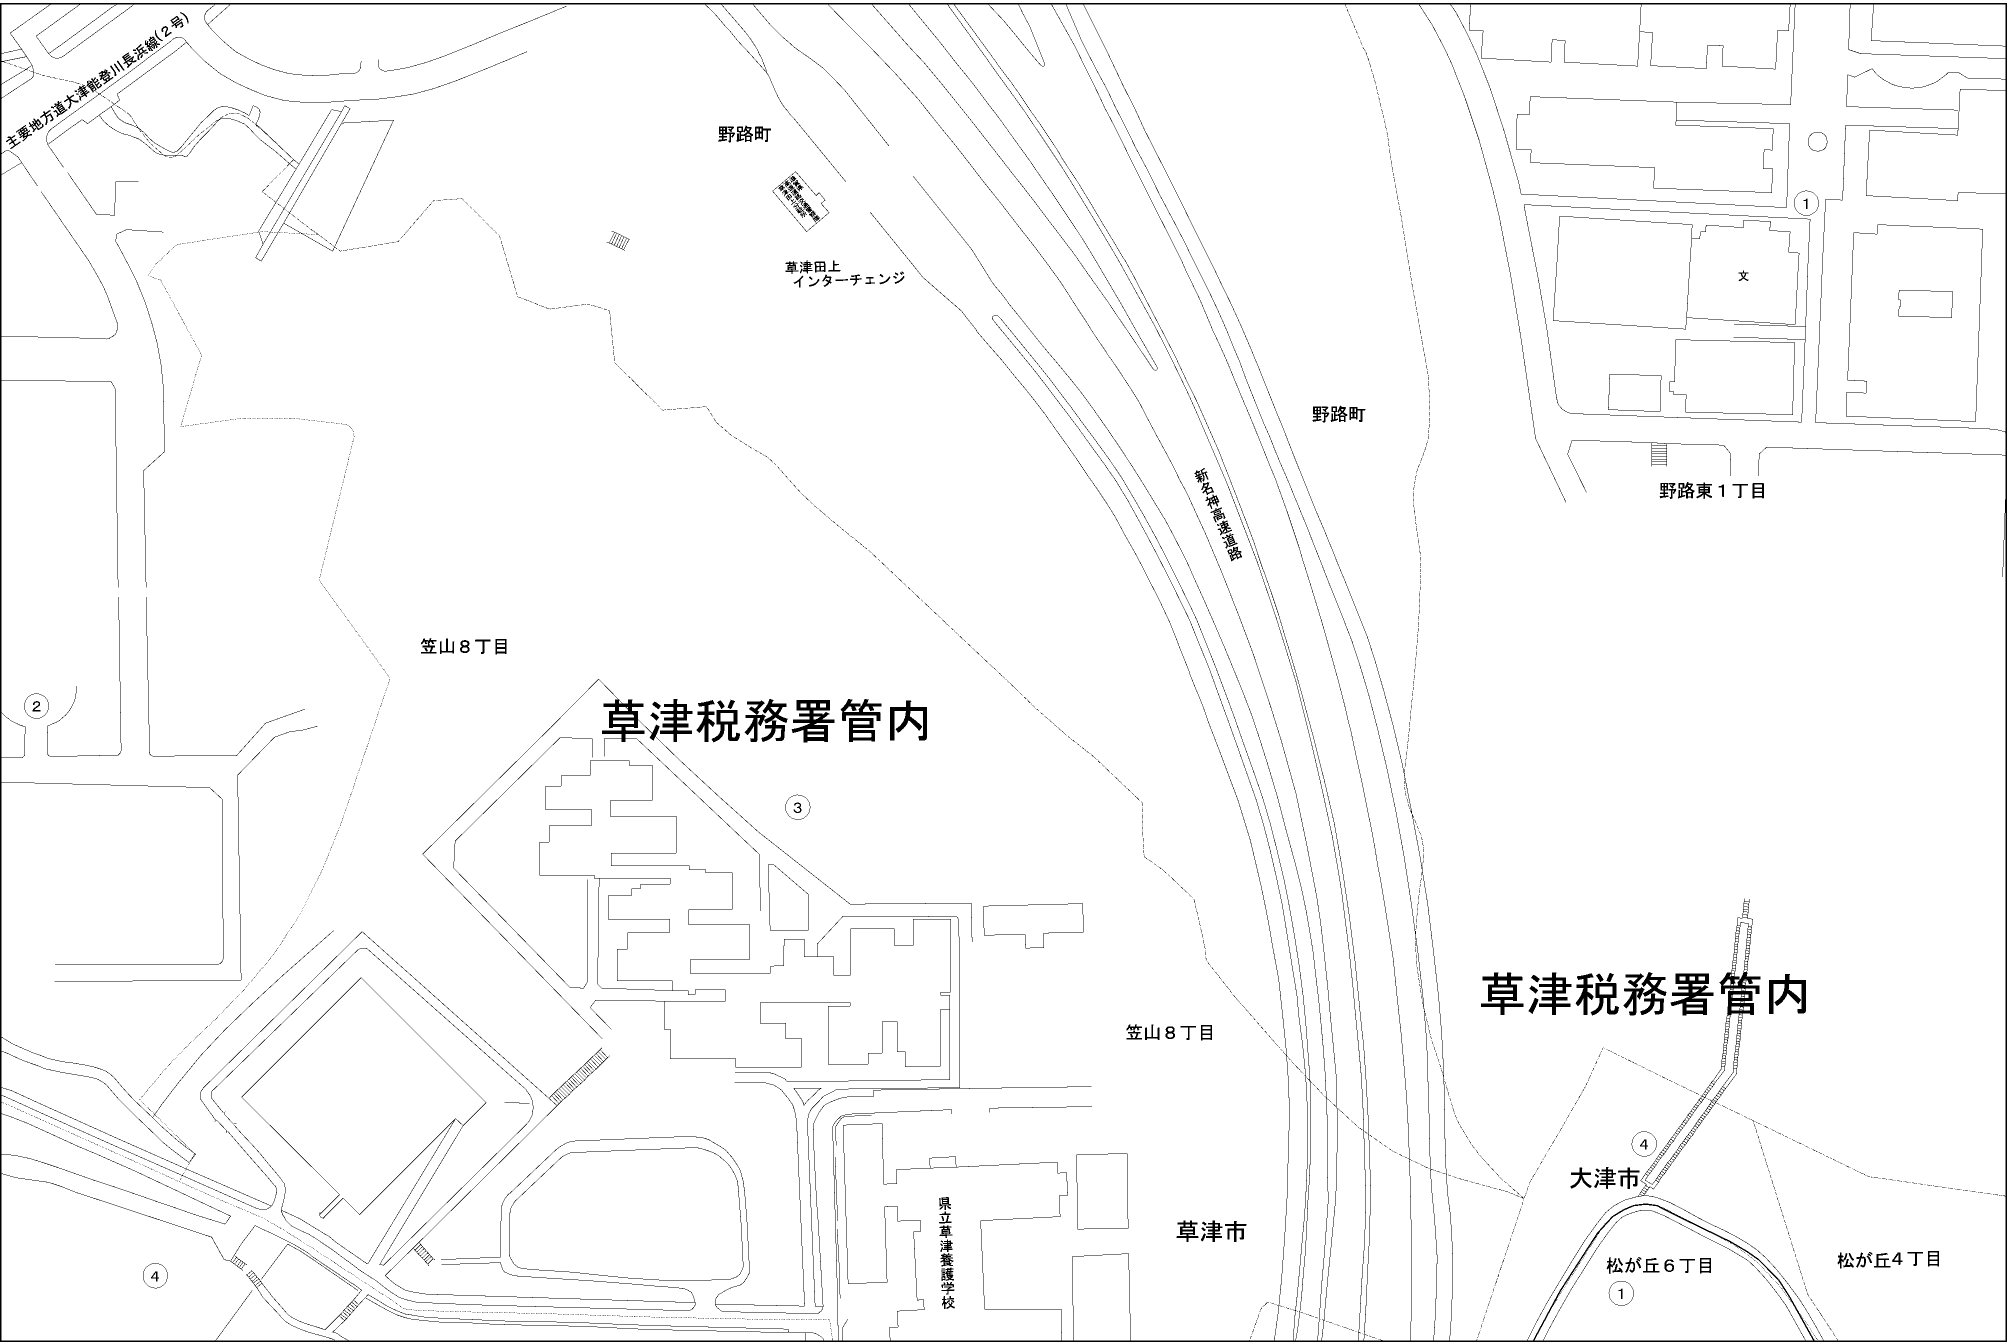 主要地方道大津能登川長浜線(2号)
野路町
草津田上
インターチェンジ
1
文
野路町
新名神高速道路
野路東1丁目
笠山8丁目
2
草津税務署管内
3
草津税務署管内
笠山8丁目
4
大津市
県立草津養護学校
草津市
松が丘6丁目
松が丘4丁目
4
1